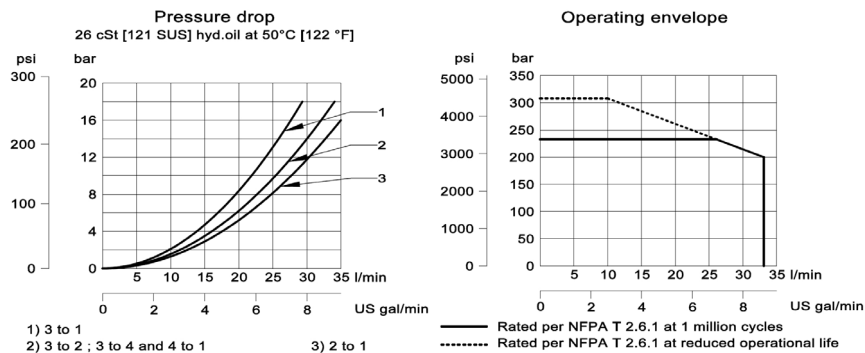 Pressure drop
26 cSt [121 SUS] hyd.oil at 50°C [122 °F]
psi
bar
300
200
100
0
20
16
12
8
4
0
5 10 15 20 25 30 35 l/min
0 2 4 6 8 US gal/min
1
2
3
1) 3 to 1
2) 3 to 2 ; 3 to 4 and 4 to 1
3) 2 to 1
Operating envelope
psi
bar
5000
4000
3000
2000
1000
0
350
300
250
200
150
100
50
0
5 10 15 20 25 30 35 l/min
0 2 4 6 8 US gal/min
Rated per NFPA T 2.6.1 at 1 million cycles
Rated per NFPA T 2.6.1 at reduced operational life